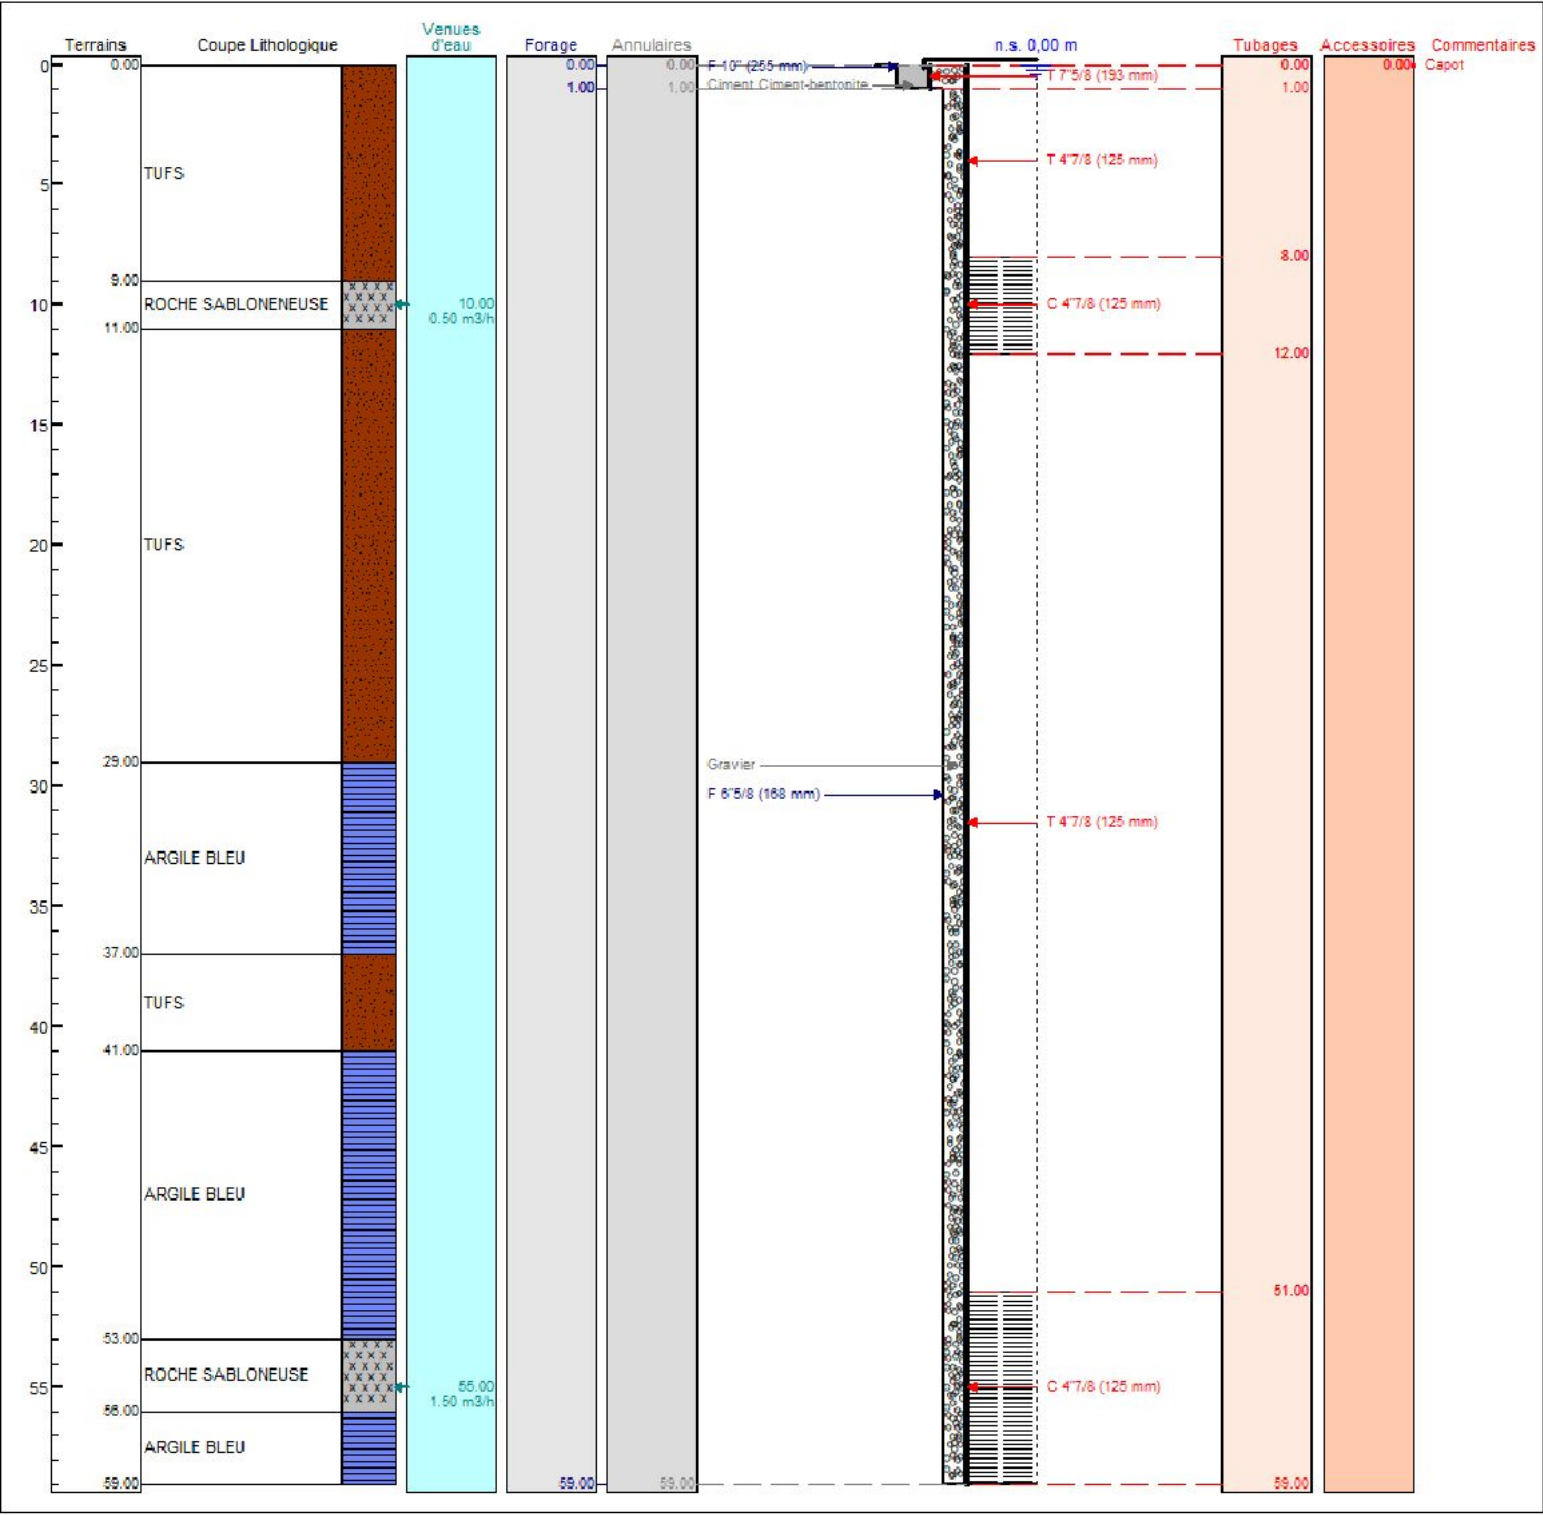 Terrains
Coupe Lithologique
Venues
d'eau
Forage
Annulaires
n.s. 0,00 m
Tubages
Accessoires
Commentaires
0
0.00
0.00
0.00
F 10" (255 mm)
T 7"5/8 (193 mm)
0.00
0.00
Capot
1.00
1.00
Ciment Ciment-bentonite
1.00
T 4"7/8 (125 mm)
TUFS
5
8.00
9.00
10
ROCHE SABLONENEUSE
10.00
0.50 m3/h
C 4"7/8 (125 mm)
11.00
12.00
15
20
TUFS
25
29.00
Gravier
30
F 6"5/8 (168 mm)
T 4"7/8 (125 mm)
ARGILE BLEU
35
37.00
TUFS
40
41.00
45
ARGILE BLEU
50
51.00
53.00
ROCHE SABLONEUSE
55
55.00
1.50 m3/h
C 4"7/8 (125 mm)
56.00
ARGILE BLEU
59.00
59.00
59.00
59.00